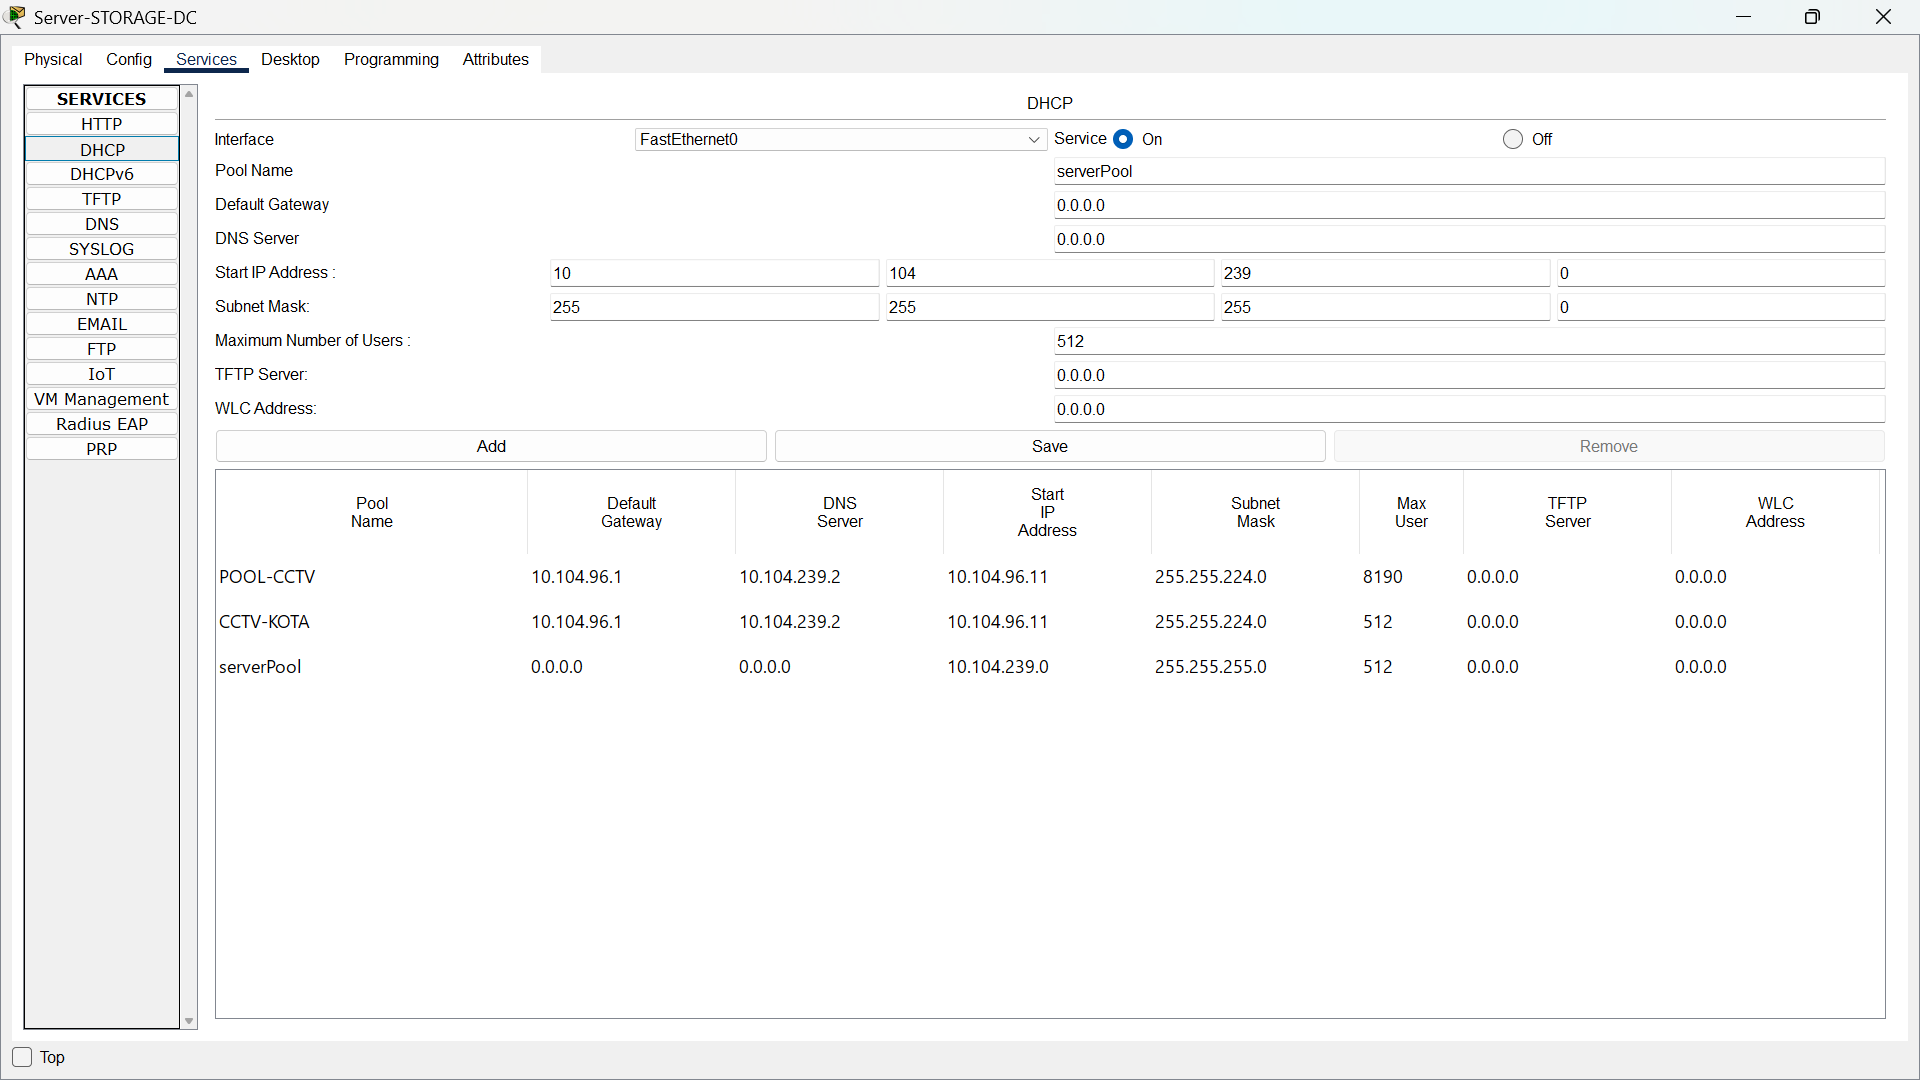 Server-STORAGE-DC
Physical Config Services Desktop Programming Attributes
SERVICES
HTTP
DHCP
DHCPv6
TFTP
DNS
SYSLOG
AAA
NTP
EMAIL
FTP
IoT
VM Management
Radius EAP
PRP
DHCP
Interface FastEthernet0 Service On Off
Pool Name serverPool
Default Gateway 0.0.0.0
DNS Server 0.0.0.0
Start IP Address : 10 104 239 0
Subnet Mask: 255 255 255 0
Maximum Number of Users : 512
TFTP Server: 0.0.0.0
WLC Address: 0.0.0.0
Add Save Remove
Pool Name Default Gateway DNS Server Start IP Address Subnet Mask Max User TFTP Server WLC Address
POOL-CCTV 10.104.96.1 10.104.239.2 10.104.96.11 255.255.224.0 8190 0.0.0.0 0.0.0.0
CCTV-KOTA 10.104.96.1 10.104.239.2 10.104.96.11 255.255.224.0 512 0.0.0.0 0.0.0.0
serverPool 0.0.0.0 0.0.0.0 10.104.239.0 255.255.255.0 512 0.0.0.0 0.0.0.0
Top